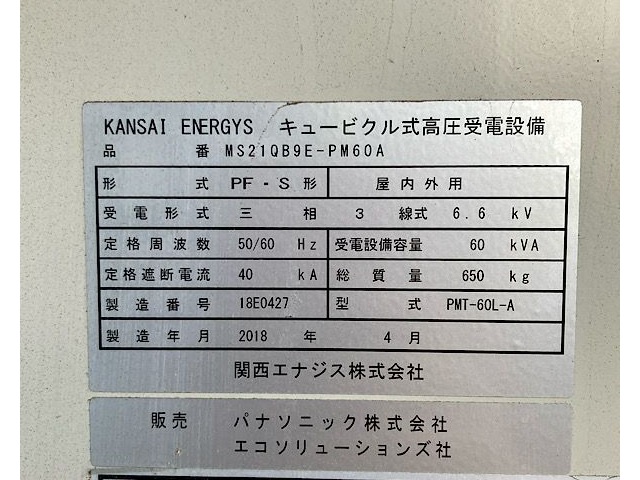 KANSAI ENERGYS キュービクル式高圧受電設備
品 番 MS21QB9E-PM60A
形 式 PF-S形 屋内外用
受電形式 三 相 3 線式 6.6 kV
定格周波数 50/60 Hz 受電設備容量 60 kVA
定格遮断電流 40 kA 総質量 650 kg
製造番号 18E0427 型 式 PMT-60L-A
製造年月 2018 年 4 月
関西エナジス株式会社
販売 パナソニック株式会社
エコソリューションズ社